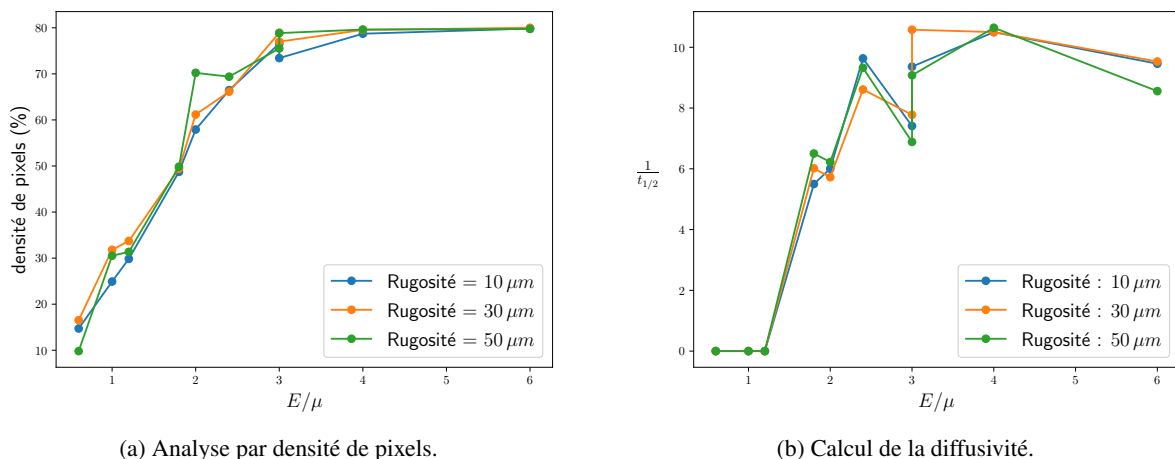 80
70
60
50
40
30
20
10
densité de pixels (%)
Rugosité = 10 μm
Rugosité = 30 μm
Rugosité = 50 μm
1 2 3 4 5 6
E/μ
(a) Analyse par densité de pixels.
10
8
6
4
2
0
1/t_{1/2}
Rugosité : 10 μm
Rugosité : 30 μm
Rugosité : 50 μm
1 2 3 4 5 6
E/μ
(b) Calcul de la diffusivité.